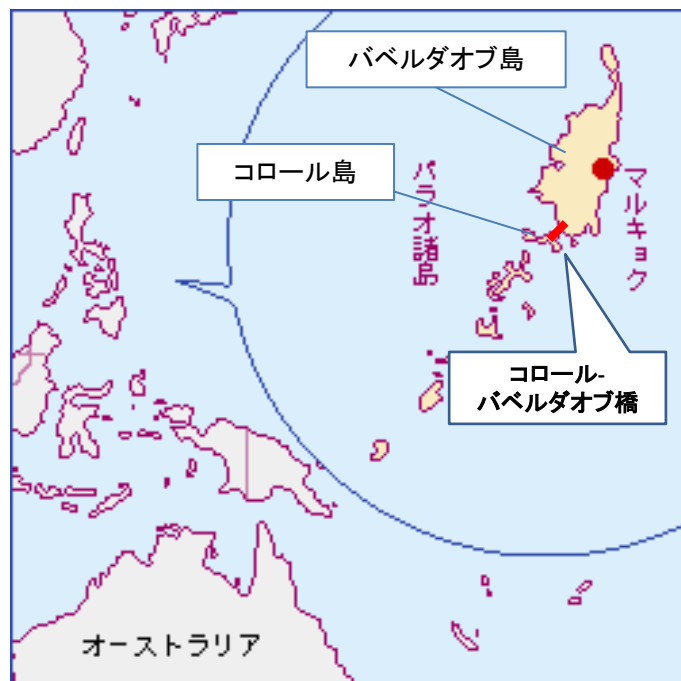 バベルダオブ島
コロール島
パラオ諸島
マルキョク
コロール-
バベルダオブ橋
オーストラリア